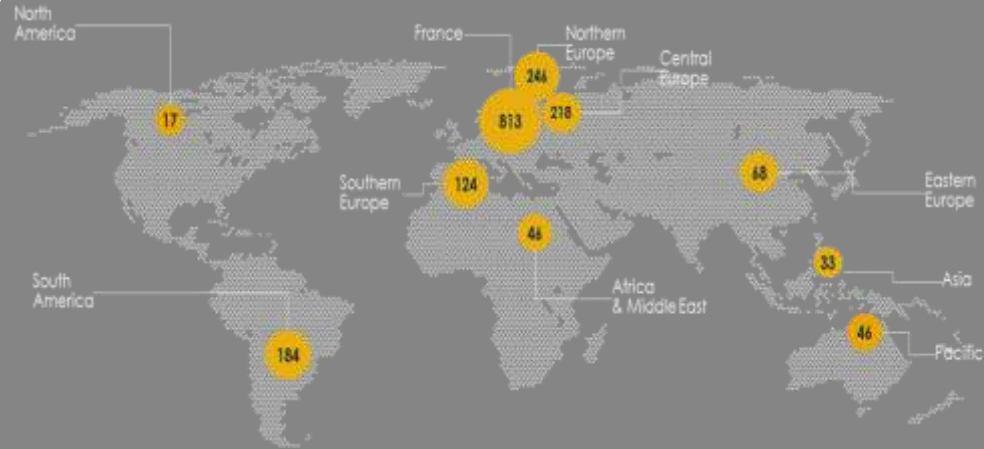 North
America
France
Northern
Europe
Central
Europe
246
17
813
218
68
Southern
Europe
124
Eastern
Europe
46
33
South
America
Asia
Africa
& Middle East
46
Pacific
184